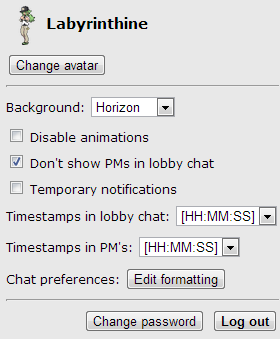 Labyrinthine
Change avatar
Background: Horizon
Disable animations
Don't show PMs in lobby chat
Temporary notifications
Timestamps in lobby chat: [HH:MM:SS]
Timestamps in PM's: [HH:MM:SS]
Chat preferences: Edit formatting
Change password Log out